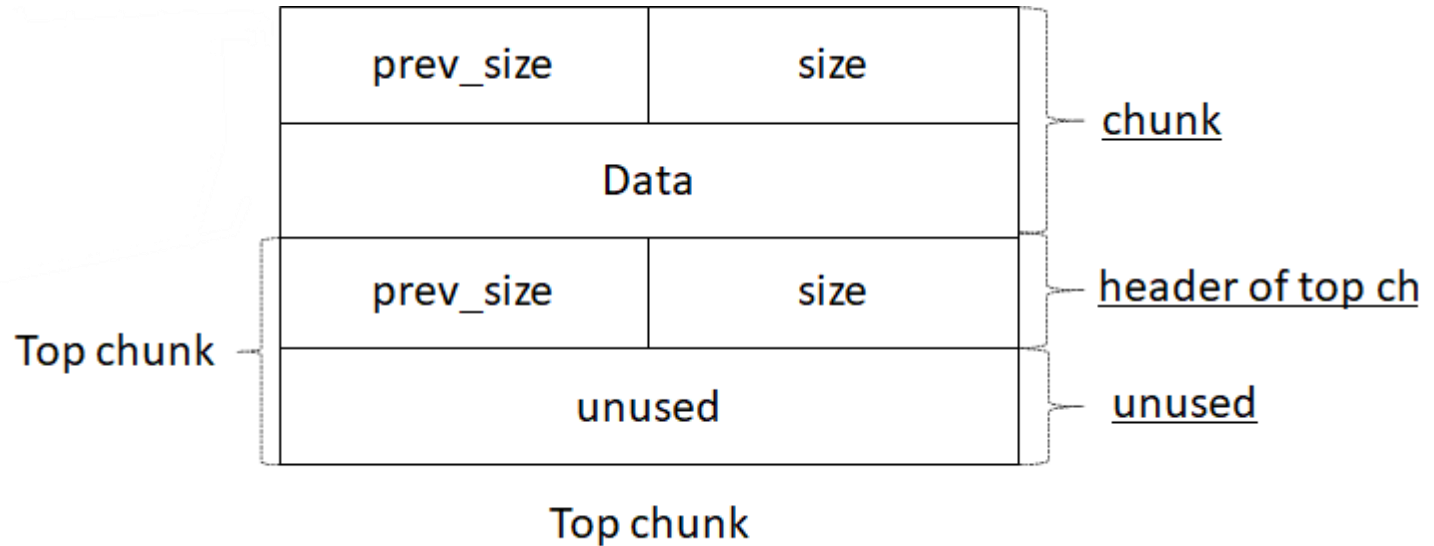 prev_size size
chunk
Data
prev_size size
header of top ch
Top chunk
unused
unused
Top chunk